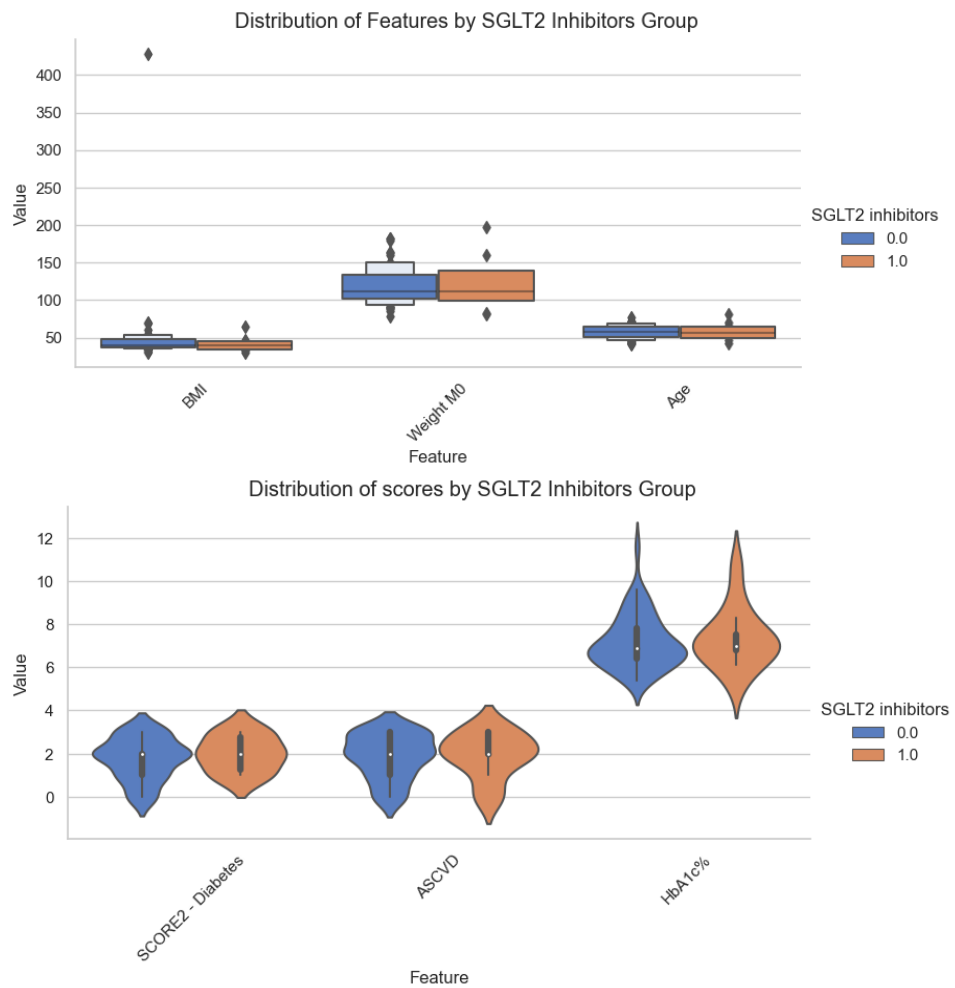 Distribution of Features by SGLT2 Inhibitors Group
400
350
300
250
200
150
100
50
Value
BMI
Weight M0
Age
Feature
SGLT2 inhibitors
0.0
1.0
Distribution of scores by SGLT2 Inhibitors Group
12
10
8
6
4
2
0
Value
SCORE2 - Diabetes
ASCVD
HbA1c%
Feature
SGLT2 inhibitors
0.0
1.0